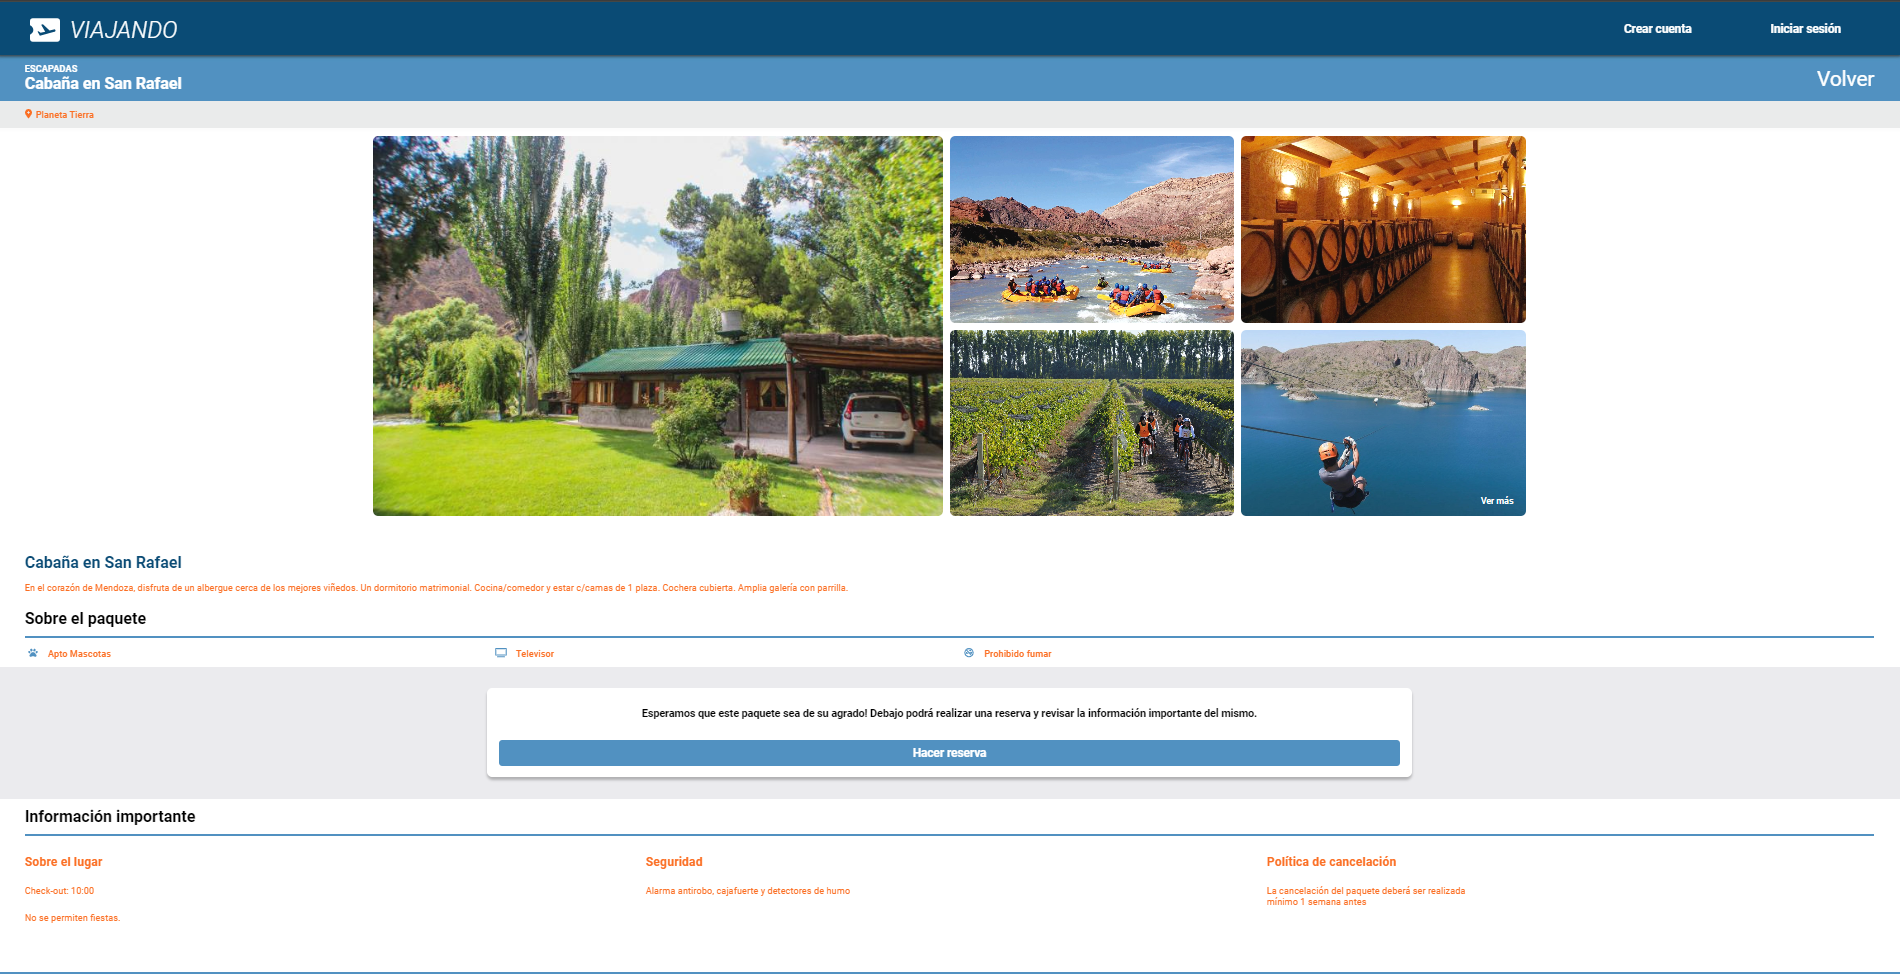 VIAJANDO
Crear cuenta
Iniciar sesión
ESCAPADAS
Cabaña en San Rafael
Volver
Planeta Tierra
Ver más
Cabaña en San Rafael
En el corazón de Mendoza, disfruta de un albergue cerca de los mejores viñedos. Un dormitorio matrimonial. Cocina/comedor y estar c/camas de 1 plaza. Cochera cubierta. Amplia galería con parrilla.
Sobre el paquete
Apto Mascotas
Televisor
Prohibido fumar
Esperamos que este paquete sea de su agrado! Debajo podrá realizar una reserva y revisar la información importante del mismo.
Hacer reserva
Información importante
Sobre el lugar
Check-out: 10:00
No se permiten fiestas.
Seguridad
Alarma antirobo, cajafuerte y detectores de humo
Política de cancelación
La cancelación del paquete deberá ser realizada
mínimo 1 semana antes